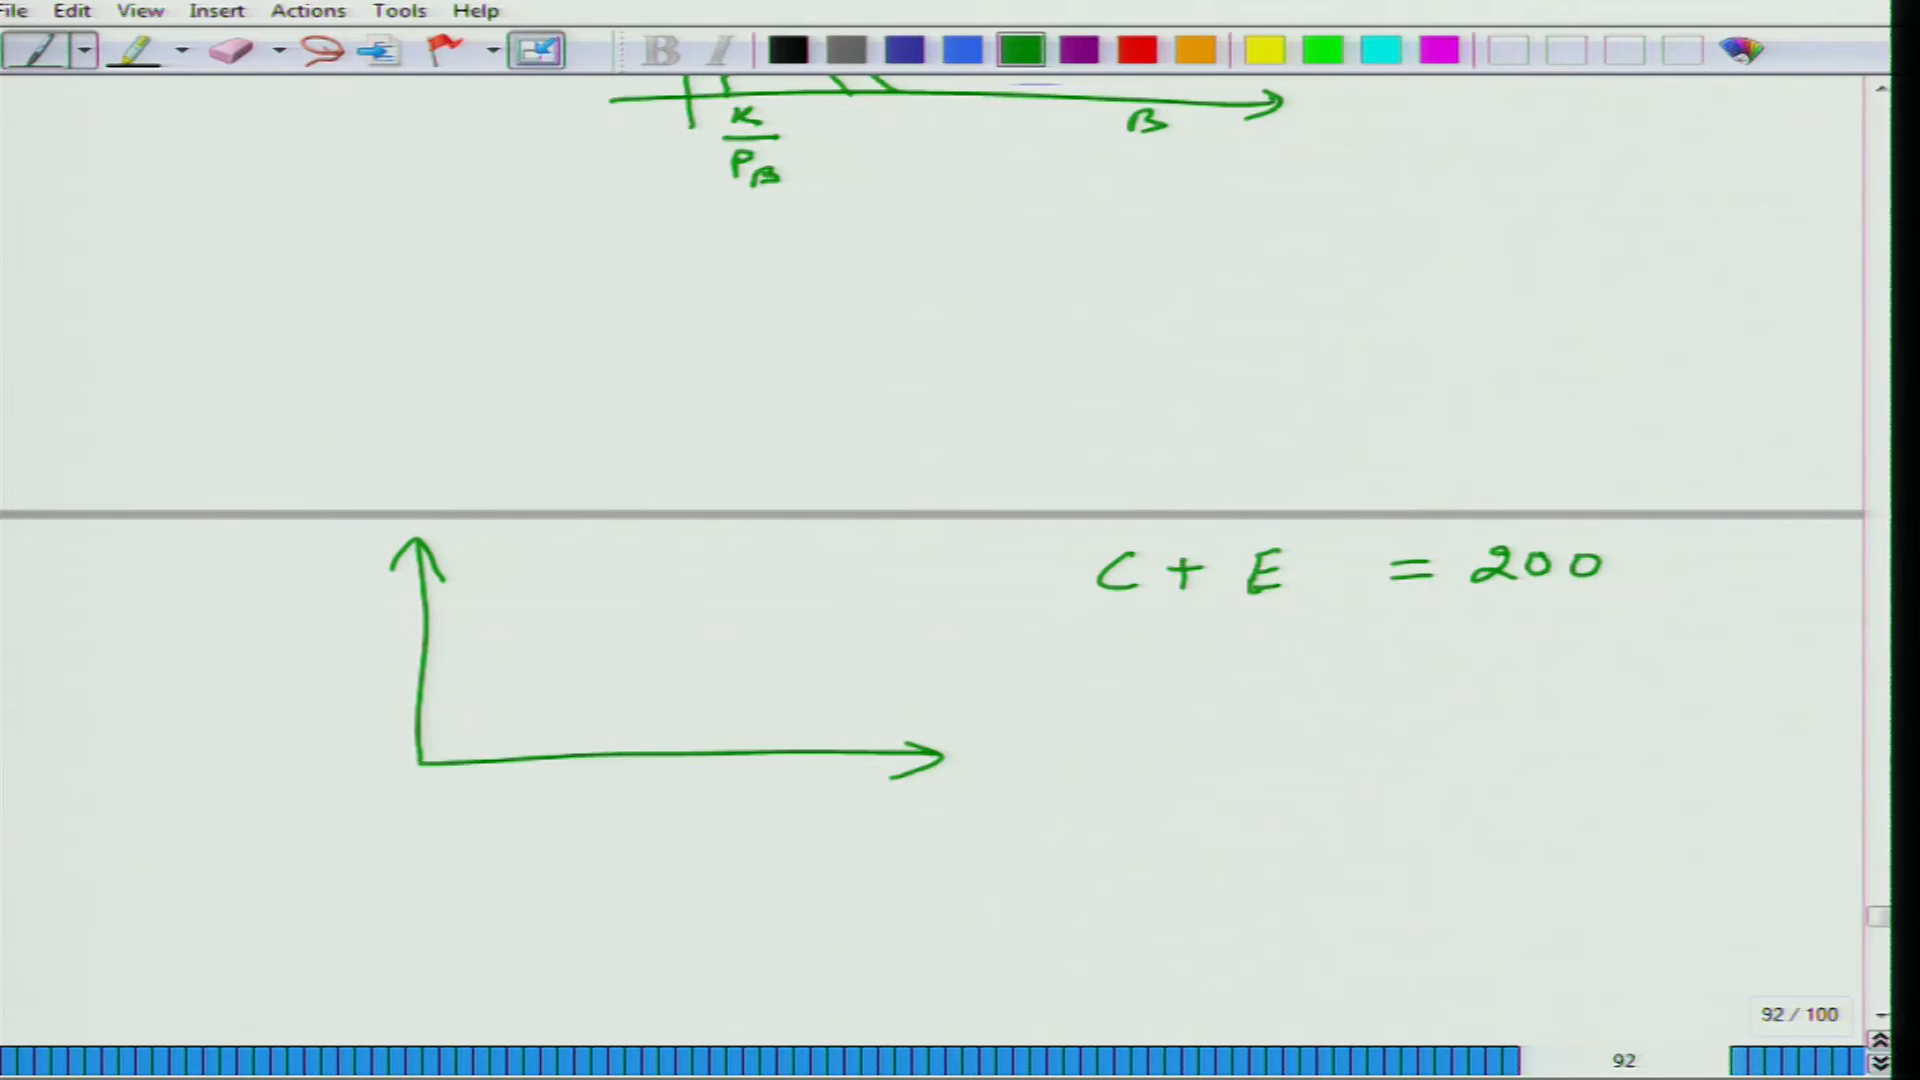 File Edit View Insert Actions Tools Help
B I
K
B
P_B
C + E = 200
92 / 100
92